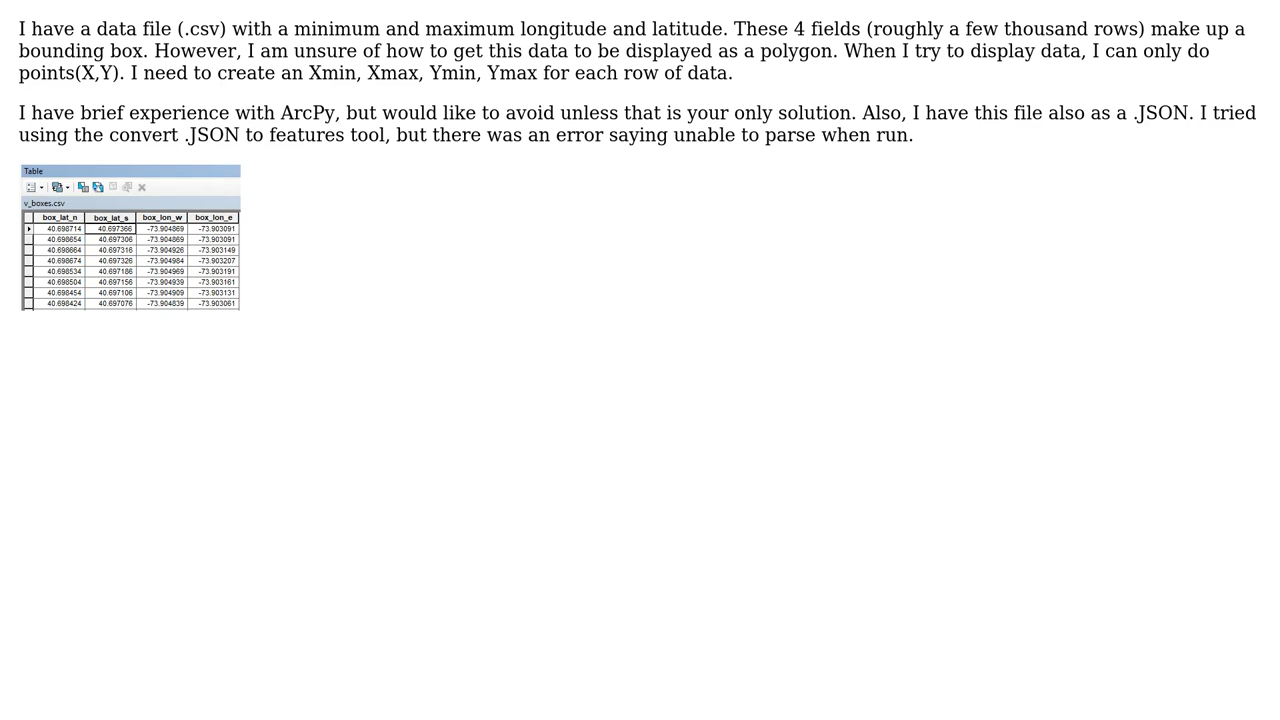 I have a data file (.csv) with a minimum and maximum longitude and latitude. These 4 fields (roughly a few thousand rows) make up a
bounding box. However, I am unsure of how to get this data to be displayed as a polygon. When I try to display data, I can only do
points(X,Y). I need to create an Xmin, Xmax, Ymin, Ymax for each row of data.
I have brief experience with ArcPy, but would like to avoid unless that is your only solution. Also, I have this file also as a .JSON. I tried
using the convert .JSON to features tool, but there was an error saying unable to parse when run.
Table
v_boxes.csv
box_lat_n box_lat_s box_lon_w box_lon_e
40.698714 40.697366 -73.904869 -73.903091
40.698654 40.697306 -73.904869 -73.903091
40.698664 40.697316 -73.904926 -73.903149
40.698674 40.697326 -73.904984 -73.903207
40.698534 40.697186 -73.904969 -73.903191
40.698504 40.697156 -73.904939 -73.903161
40.698454 40.697106 -73.904909 -73.903131
40.698424 40.697076 -73.904839 -73.903061